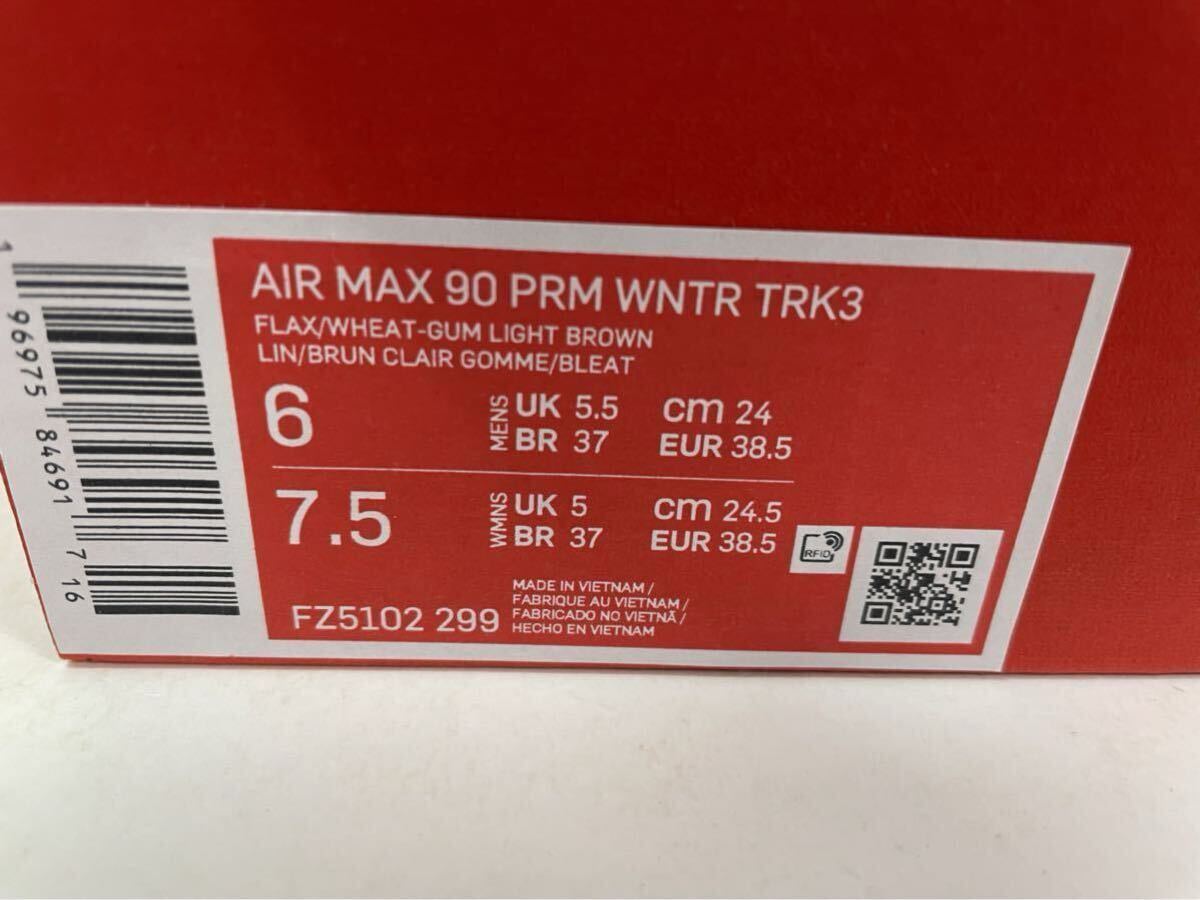 AIR MAX 90 PRM WNTR TRK3
FLAX/WHEAT-GUM LIGHT BROWN
LIN/BRUN CLAIR GOMME/BLEAT
6
MENS
UK 5.5 cm 24
BR 37 EUR 38.5
7.5
WMNS
UK 5 cm 24.5
BR 37 EUR 38.5
RFID
FZ5102 299
MADE IN VIETNAM /
FABRIQUE AU VIETNAM /
FABRICADO NO VIETNÃ /
HECHO EN VIETNAM
1 96975 84691 7 16